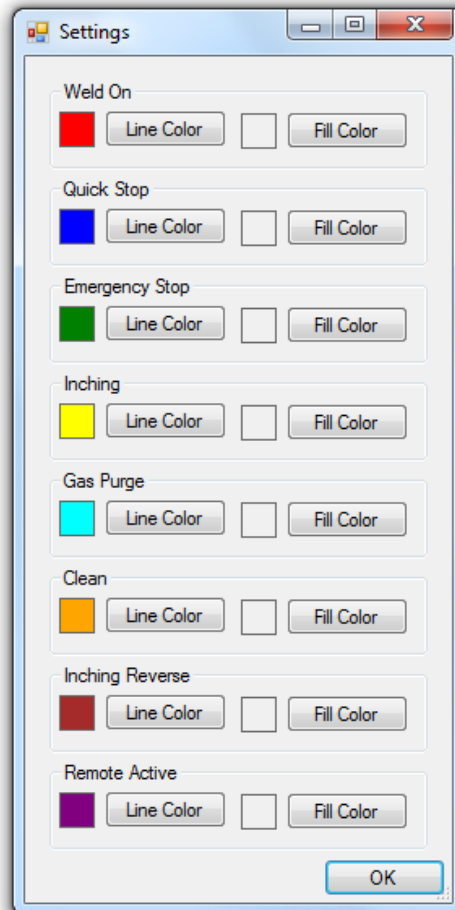 Settings
Weld On
Line Color Fill Color
Quick Stop
Line Color Fill Color
Emergency Stop
Line Color Fill Color
Inching
Line Color Fill Color
Gas Purge
Line Color Fill Color
Clean
Line Color Fill Color
Inching Reverse
Line Color Fill Color
Remote Active
Line Color Fill Color
OK